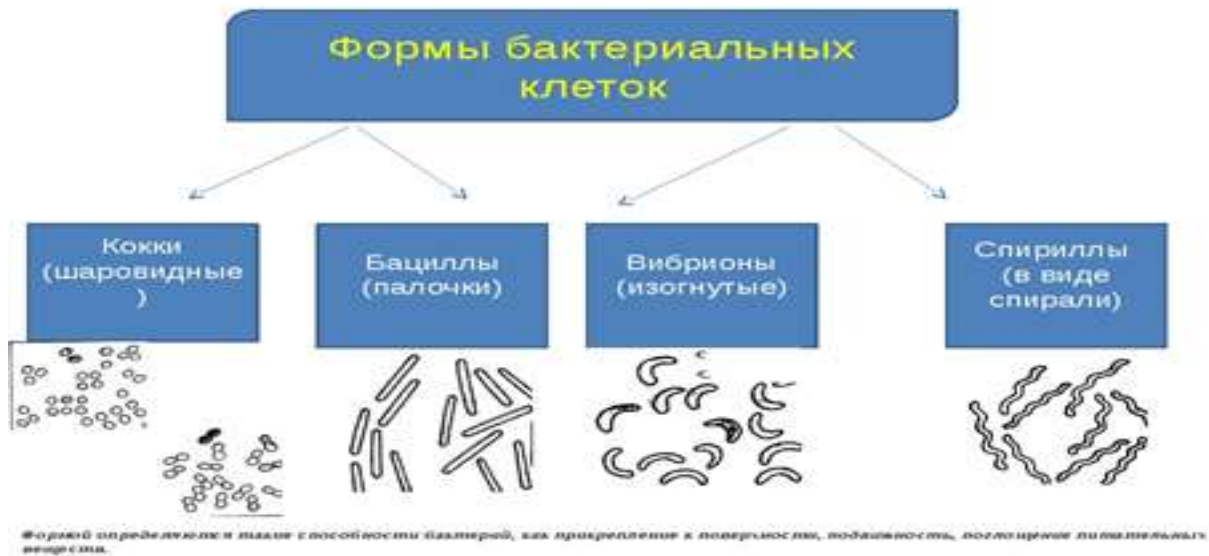 Формы бактериальных
клеток
Кокки
(шаровидные
)
Бациллы
(палочки)
Вибрионы
(изогнутые)
Спириллы
(в виде
спирали)
Формой определяются такие способности бактерий, как прикрепление к поверхности, подвижность, поглощение питательных
веществ.